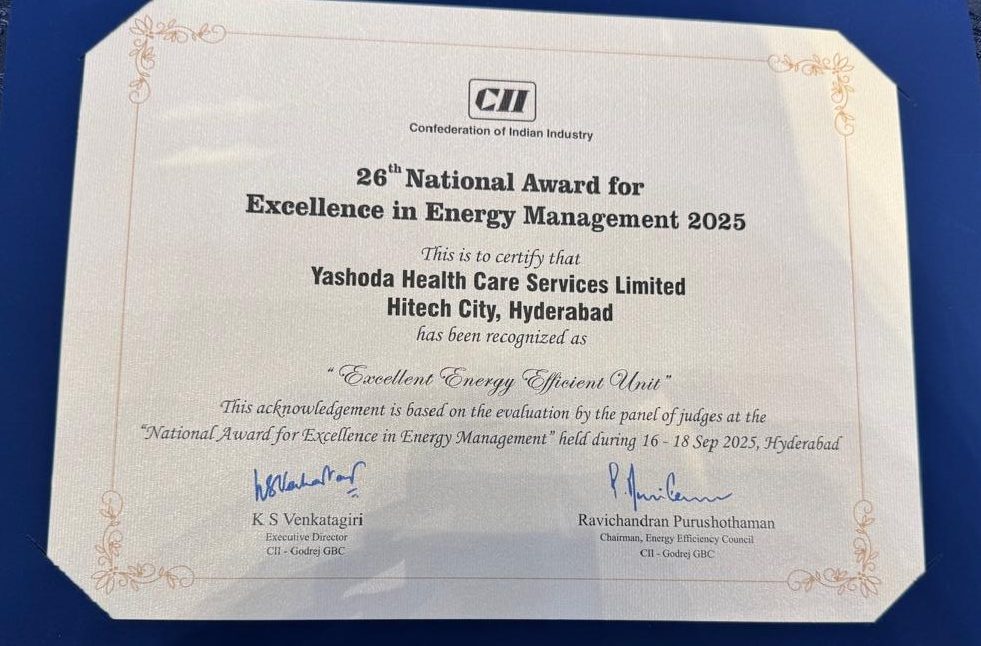 CII
Confederation of Indian Industry
26th National Award for
Excellence in Energy Management 2025
This is to certify that
Yashoda Health Care Services Limited
Hitech City, Hyderabad
has been recognized as
“Excellent Energy Efficient Unit”
This acknowledgement is based on the evaluation by the panel of judges at the
“National Award for Excellence in Energy Management” held during 16 - 18 Sep 2025, Hyderabad
K S Venkatagiri
Executive Director
CII - Godrej GBC
Ravichandran Purushothaman
Chairman, Energy Efficiency Council
CII - Godrej GBC